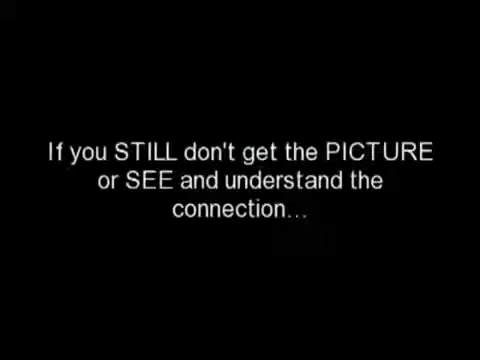 If you STILL don't get the PICTURE
or SEE and understand the
connection...